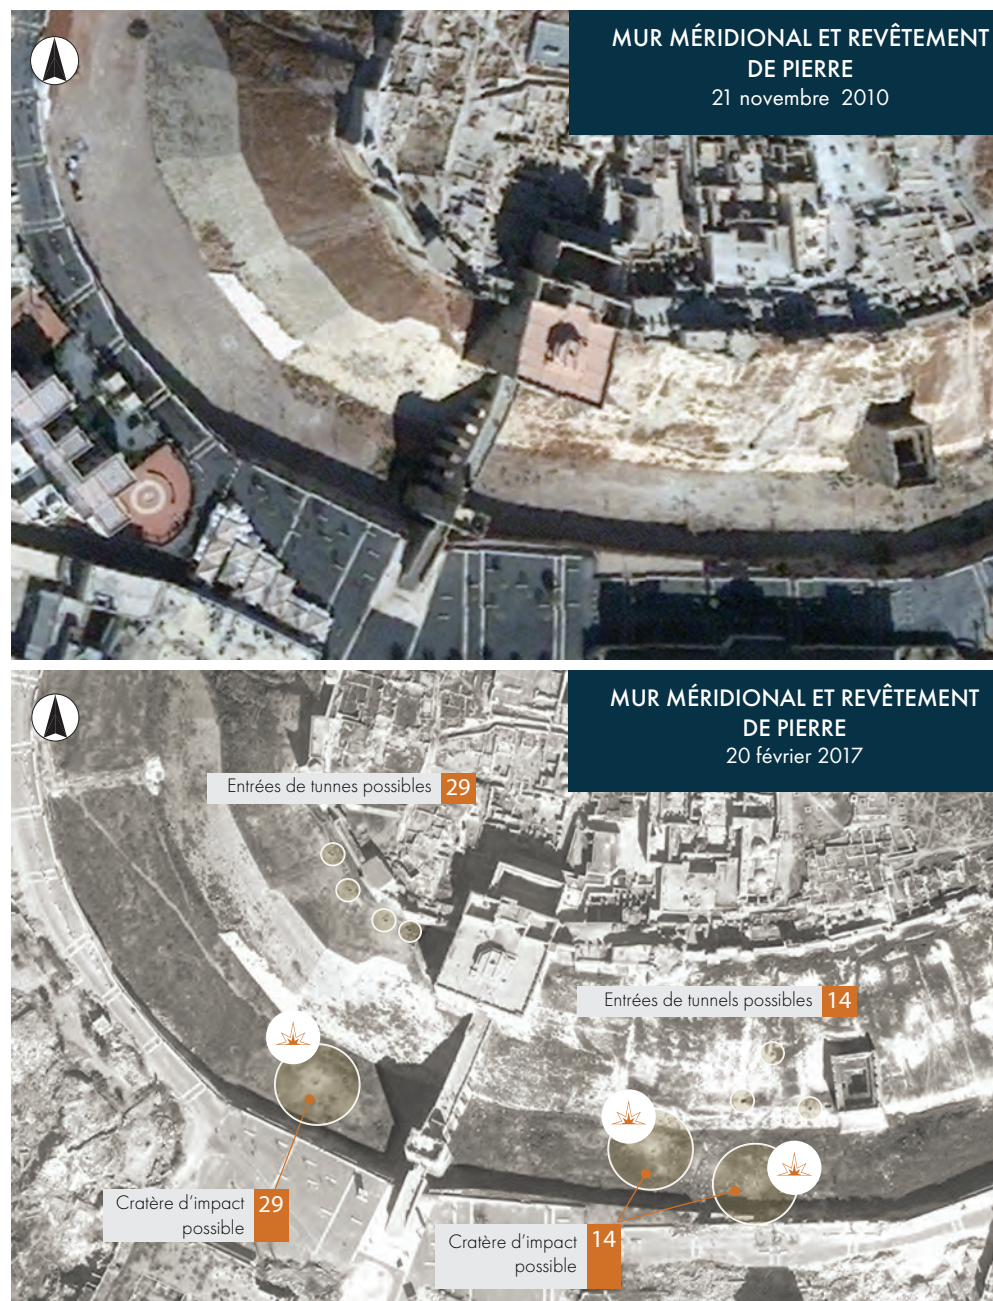 MUR MÉRIDIONAL ET REVÊTEMENT
DE PIERRE
21 novembre 2010
MUR MÉRIDIONAL ET REVÊTEMENT
DE PIERRE
20 février 2017
Entrées de tunnes possibles 29
Entrées de tunnels possibles 14
Cratère d'impact 29
possible
Cratère d'impact 14
possible